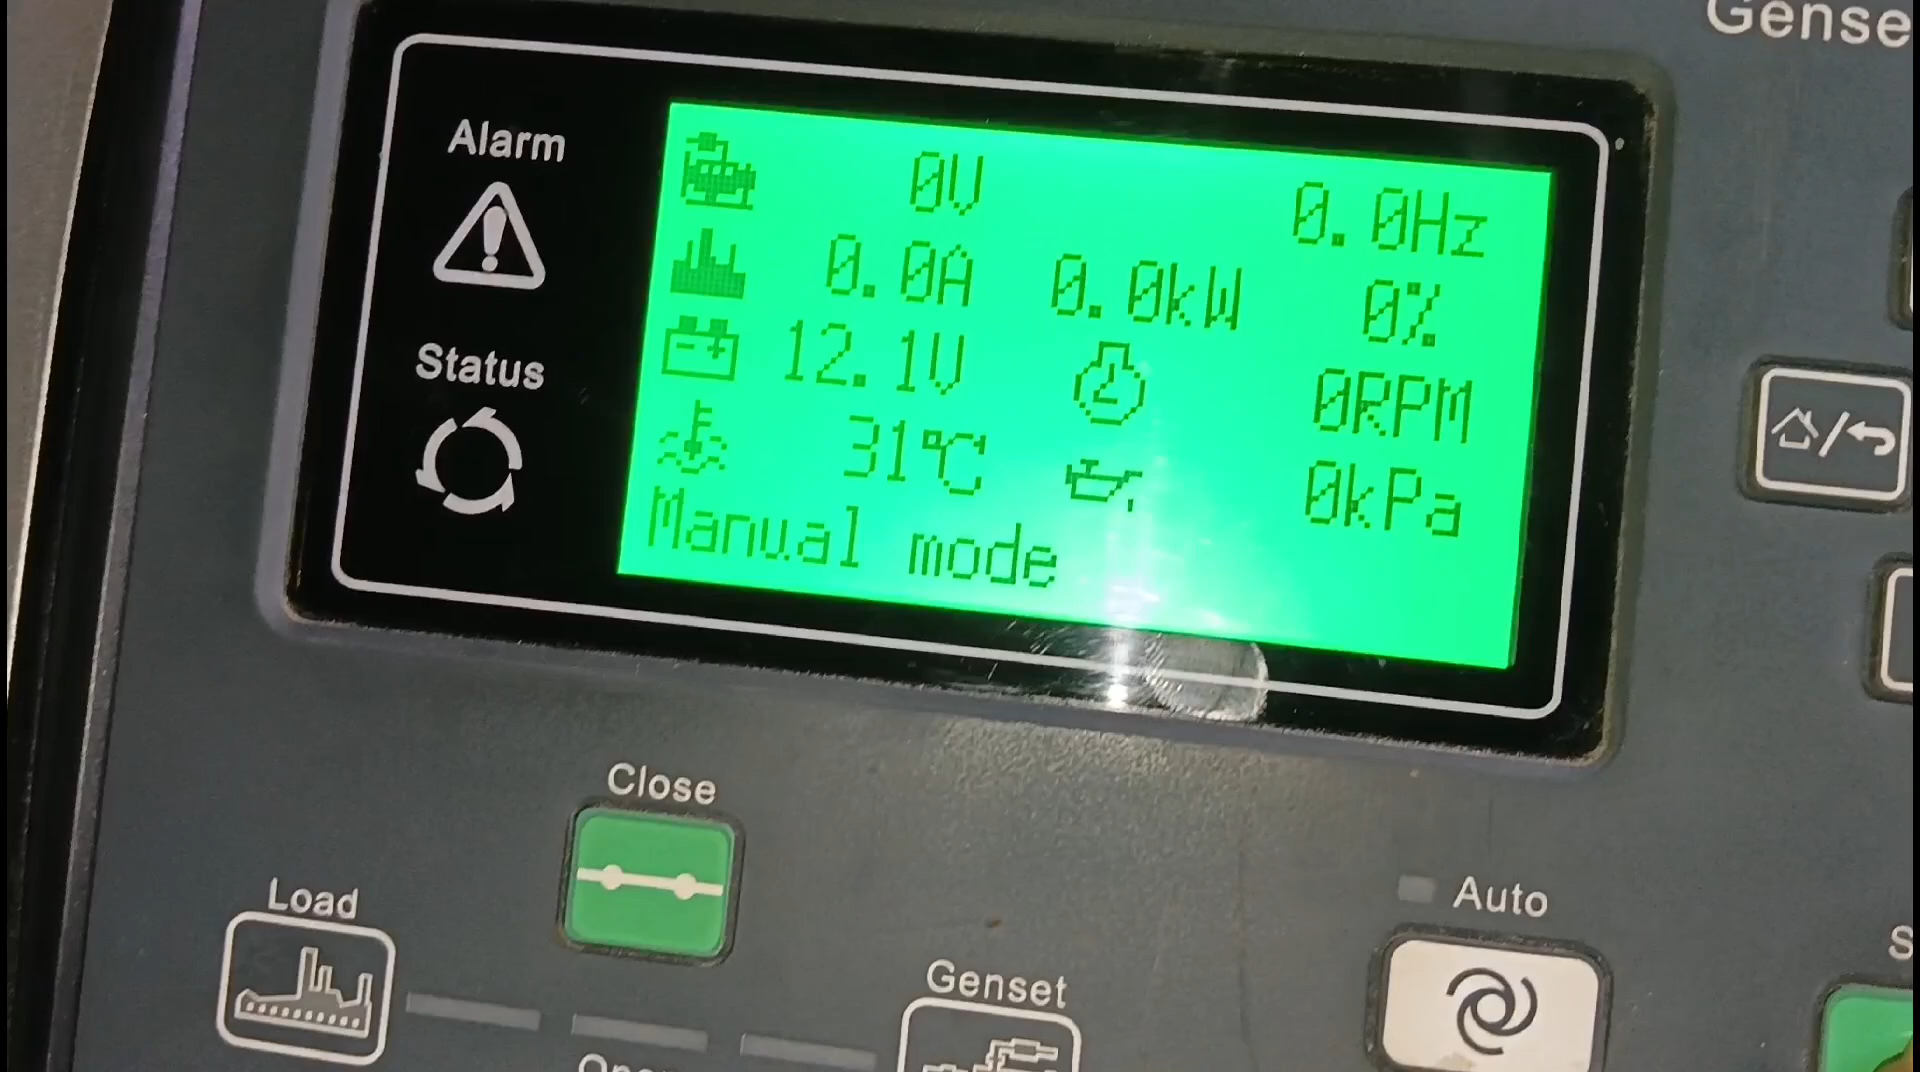 Gense
Alarm
Status
0V 0.0Hz
0.0A 0.0kW 0%
12.1V 0RPM
31℃ 0kPa
Manual mode
Close
Load
Genset
Auto